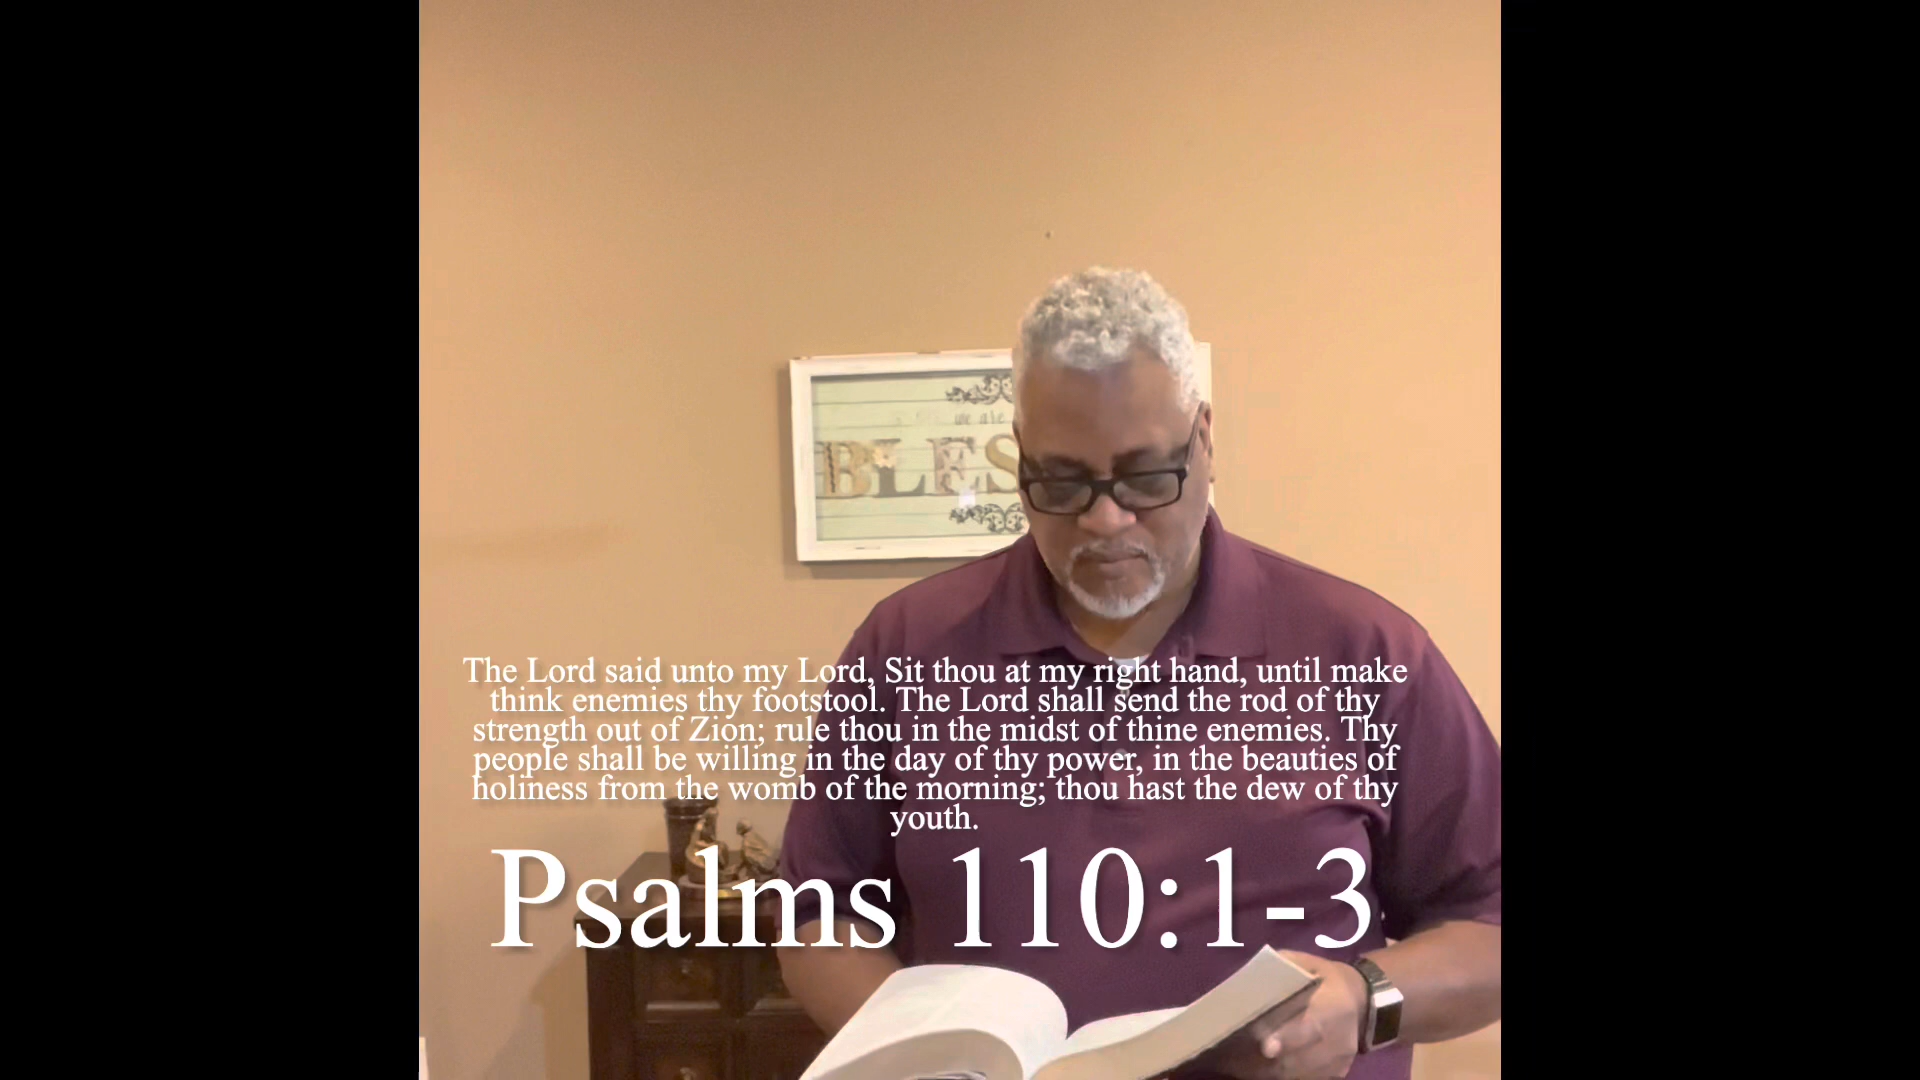 we are
BLES
The Lord said unto my Lord, Sit thou at my right hand, until make
think enemies thy footstool. The Lord shall send the rod of thy
strength out of Zion; rule thou in the midst of thine enemies. Thy
people shall be willing in the day of thy power, in the beauties of
holiness from the womb of the morning; thou hast the dew of thy
youth.
Psalms 110:1-3